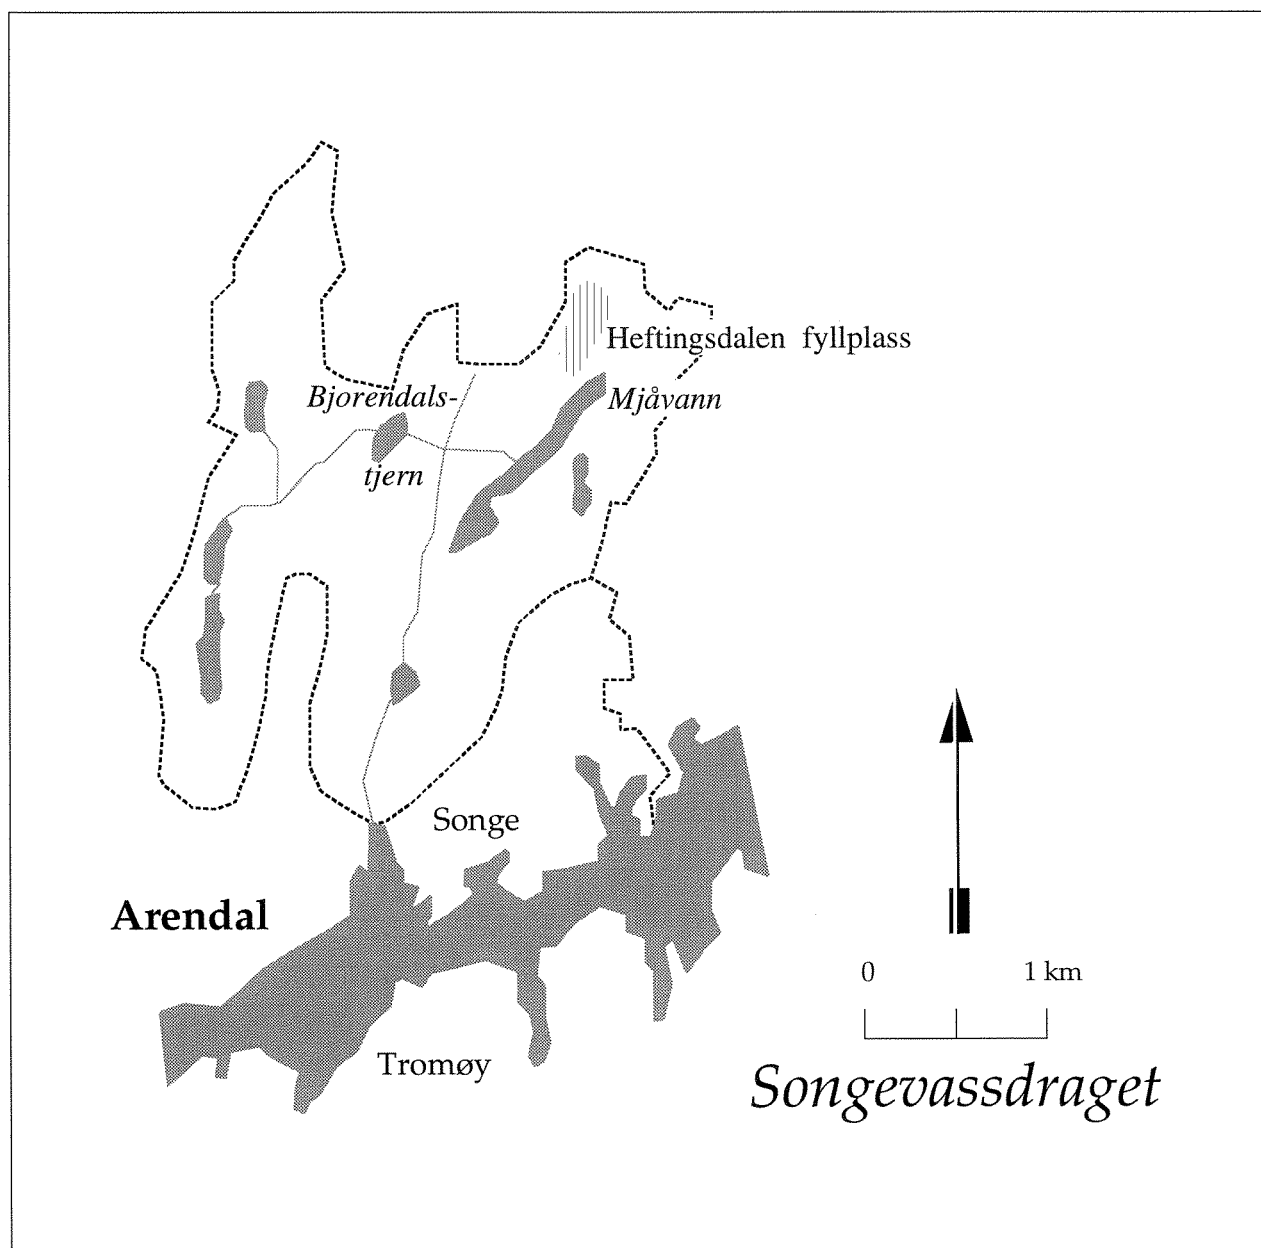 Heftingsdalen fyllplass
Bjorendals-
Mjåvann
tjern
Songe
Arendal
0 1 km
Tromøy
Songevassdraget